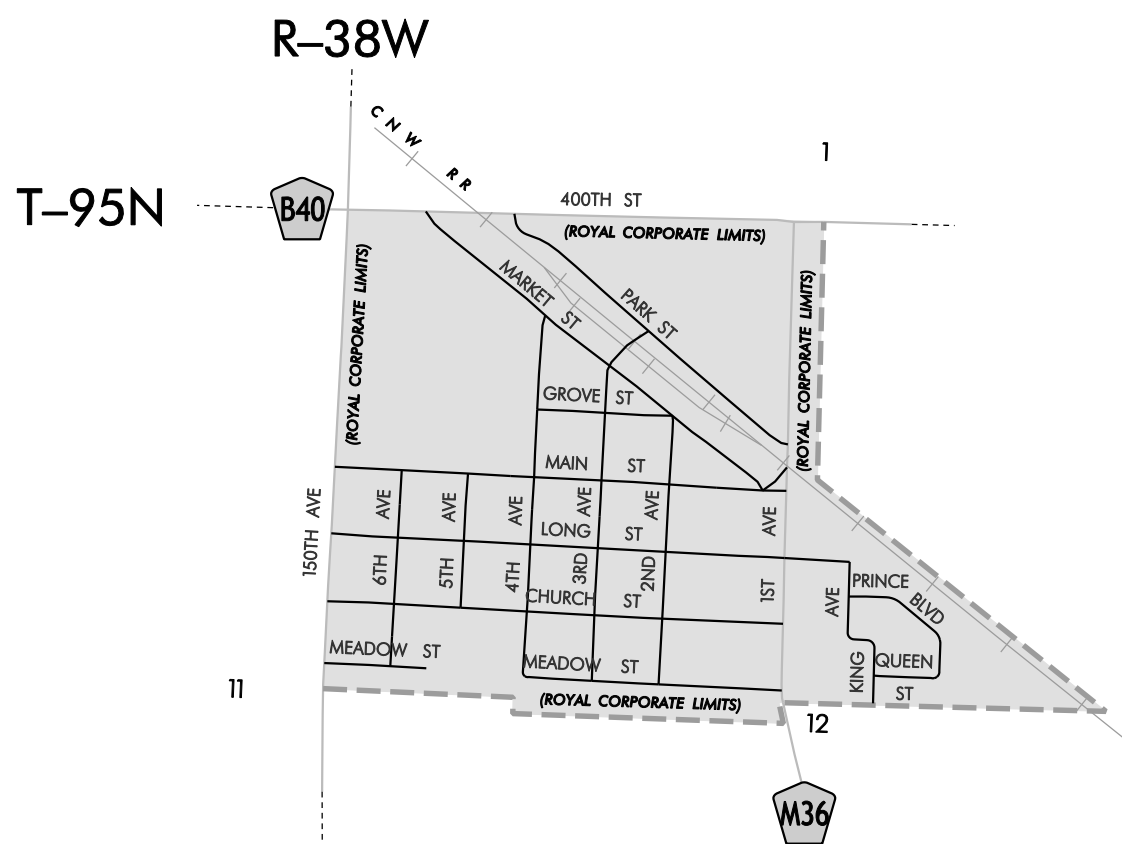 R–38W
C N W R R
1
T–95N
B40
400TH ST
(ROYAL CORPORATE LIMITS)
(ROYAL CORPORATE LIMITS)
MARKET ST
PARK ST
(ROYAL CORPORATE LIMITS)
GROVE ST
MAIN ST
150TH AVE
6TH AVE
5TH AVE
4TH AVE
3RD AVE
2ND AVE
1ST AVE
LONG ST
CHURCH ST
PRINCE BLVD
KING AVE
MEADOW ST
MEADOW ST
QUEEN ST
11
(ROYAL CORPORATE LIMITS)
12
M36